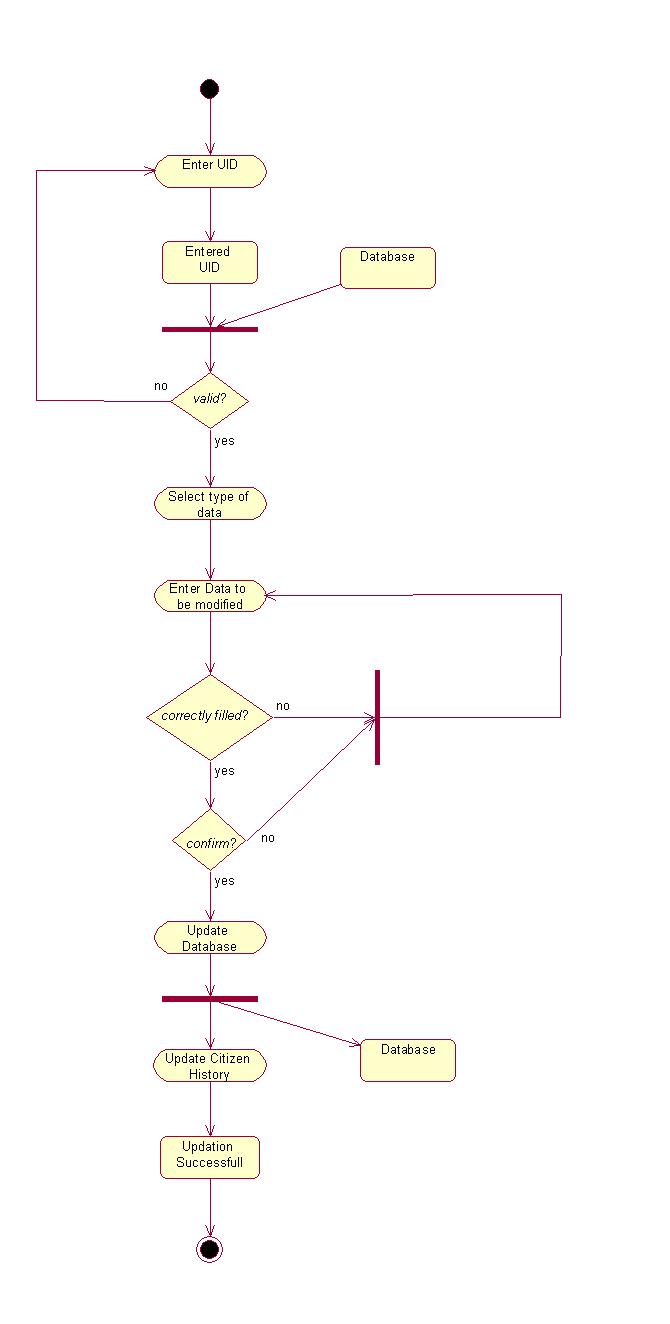 Enter UID
Entered
UID
Database
no
valid?
yes
Select type of
data
Enter Data to
be modified
no
correctly filled?
yes
confirm?
no
yes
Update
Database
Database
Update Citizen
History
Updation
Successfull